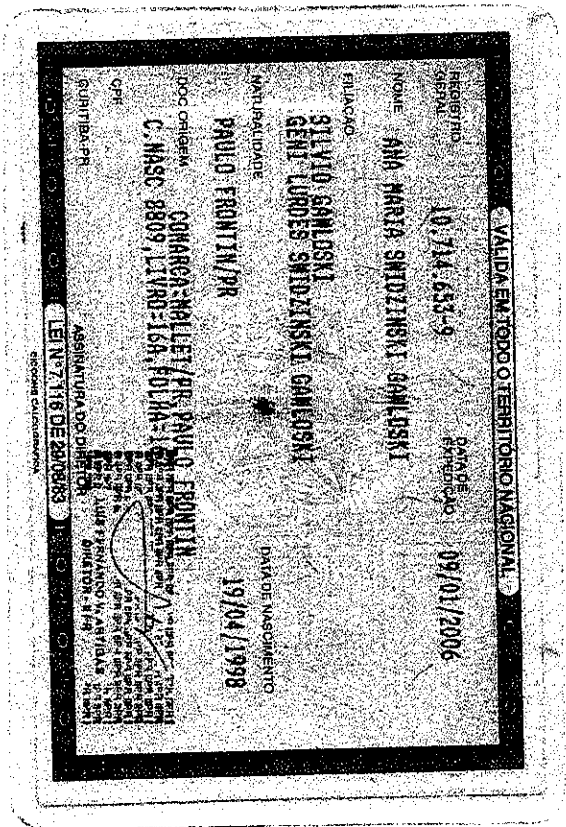 VÁLIDA EM TODO O TERRITÓRIO NACIONAL
REGISTRO GERAL 10.714.653-9 DATA DE EXPEDIÇÃO 09/01/2006
NOME ANA MARIA SWIDZINSKI GAWLOSKI
FILIAÇÃO
SILVIO GAWLOSKI
GENI LURDES SWIDZINSKI GAWLOSKI
NATURALIDADE DATA DE NASCIMENTO
PAULO FRONTIN/PR 19/04/1998
DOC ORIGEM COMARCA=MALLET/PR, PAULO FRONTIN
C.NASC 8809, LIVRO=16A, FOLHA=
CPF
CURITIBA-PR
ASSINATURA DO DIRETOR
LEI Nº 7.116 DE 29/08/83